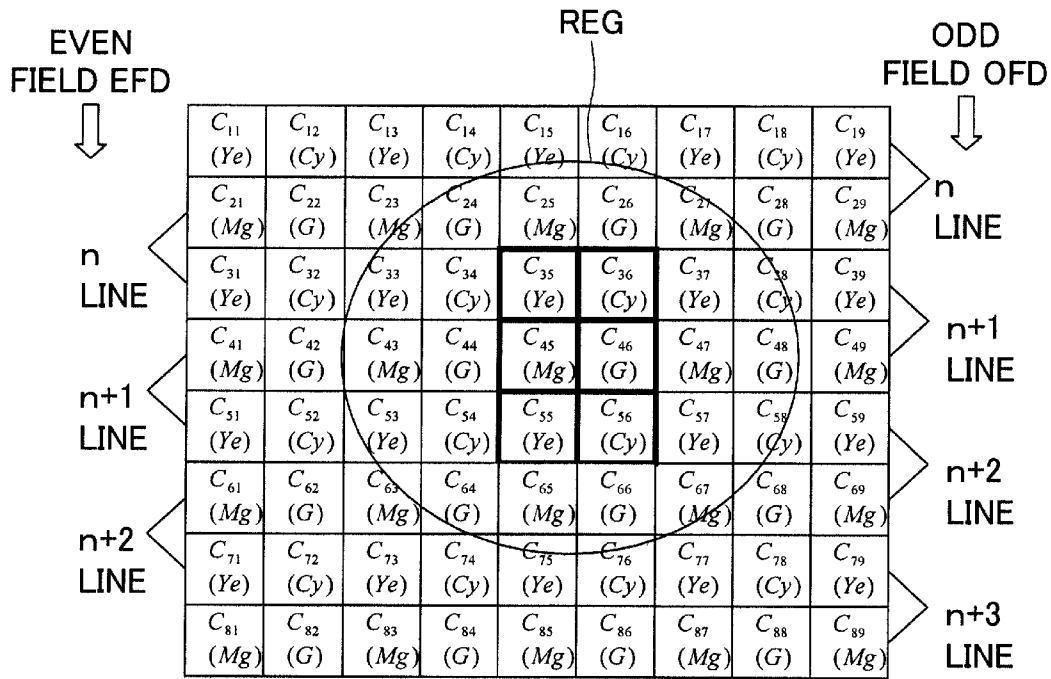 REG
EVEN
FIELD EFD
ODD
FIELD OFD
C₁₁ C₁₂ C₁₃ C₁₄ C₁₅ C₁₆ C₁₇ C₁₈ C₁₉
(Ye) (Cy) (Ye) (Cy) (Ye) (Cy) (Ye) (Cy) (Ye)
n
LINE
C₂₁ C₂₂ C₂₃ C₂₄ C₂₅ C₂₆ C₂₇ C₂₈ C₂₉
(Mg) (G) (Mg) (G) (Mg) (G) (Mg) (G) (Mg)
n
LINE
C₃₁ C₃₂ C₃₃ C₃₄ C₃₅ C₃₆ C₃₇ C₃₈ C₃₉
(Ye) (Cy) (Ye) (Cy) (Ye) (Cy) (Ye) (Cy) (Ye)
n+1
LINE
C₄₁ C₄₂ C₄₃ C₄₄ C₄₅ C₄₆ C₄₇ C₄₈ C₄₉
(Mg) (G) (Mg) (G) (Mg) (G) (Mg) (G) (Mg)
n+1
LINE
C₅₁ C₅₂ C₅₃ C₅₄ C₅₅ C₅₆ C₅₇ C₅₈ C₅₉
(Ye) (Cy) (Ye) (Cy) (Ye) (Cy) (Ye) (Cy) (Ye)
n+2
LINE
C₆₁ C₆₂ C₆₃ C₆₄ C₆₅ C₆₆ C₆₇ C₆₈ C₆₉
(Mg) (G) (Mg) (G) (Mg) (G) (Mg) (G) (Mg)
n+2
LINE
C₇₁ C₇₂ C₇₃ C₇₄ C₇₅ C₇₆ C₇₇ C₇₈ C₇₉
(Ye) (Cy) (Ye) (Cy) (Ye) (Cy) (Ye) (Cy) (Ye)
n+3
LINE
C₈₁ C₈₂ C₈₃ C₈₄ C₈₅ C₈₆ C₈₇ C₈₈ C₈₉
(Mg) (G) (Mg) (G) (Mg) (G) (Mg) (G) (Mg)